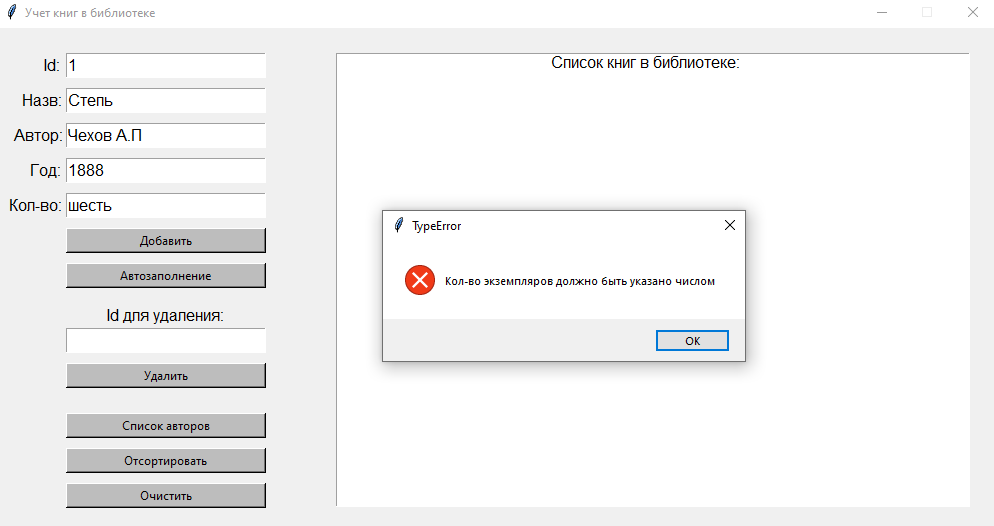 Учет книг в библиотеке
Id: 1
Назв: Степь
Автор: Чехов А.П
Год: 1888
Кол-во: шесть
Добавить
Автозаполнение
Id для удаления:
Удалить
Список авторов
Отсортировать
Очистить
Список книг в библиотеке:
TypeError
Кол-во экземпляров должно быть указано числом
ОК